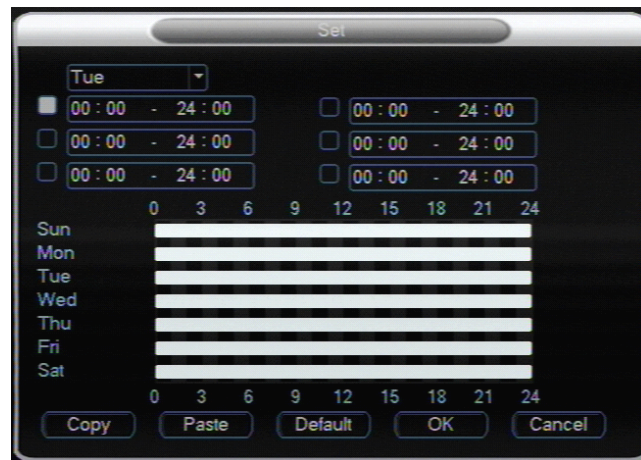 Set
Tue
00 : 00 - 24 : 00 00 : 00 - 24 : 00
00 : 00 - 24 : 00 00 : 00 - 24 : 00
00 : 00 - 24 : 00 00 : 00 - 24 : 00
0 3 6 9 12 15 18 21 24
Sun
Mon
Tue
Wed
Thu
Fri
Sat
0 3 6 9 12 15 18 21 24
Copy Paste Default OK Cancel